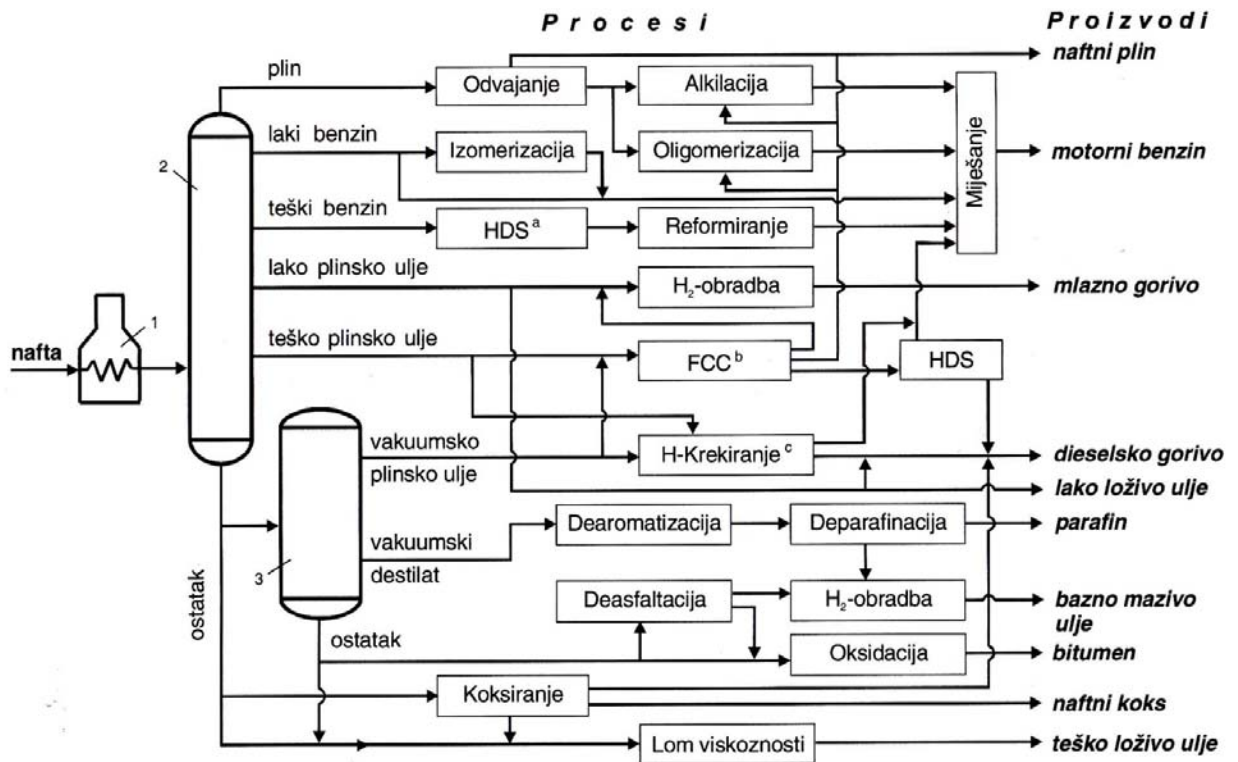 Procesi
Proizvodi
plin
Odvajanje
Alkilacija
naftni plin
laki benzin
Izomerizacija
Oligomerizacija
Miješanje
motorni benzin
2
teški benzin
HDS a
Reformiranje
lako plinsko ulje
H2-obradba
mlazno gorivo
1
nafta
teško plinsko ulje
FCC b
HDS
vakuumsko
plinsko ulje
H-Krekiranje c
dieselsko gorivo
lako loživo ulje
Dearomatizacija
Deparafinacija
parafin
3
vakuumski
destilat
ostatak
Deasfaltacija
H2-obradba
bazno mazivo
ulje
ostatak
Oksidacija
bitumen
Koksiranje
naftni koks
Lom viskoznosti
teško loživo ulje